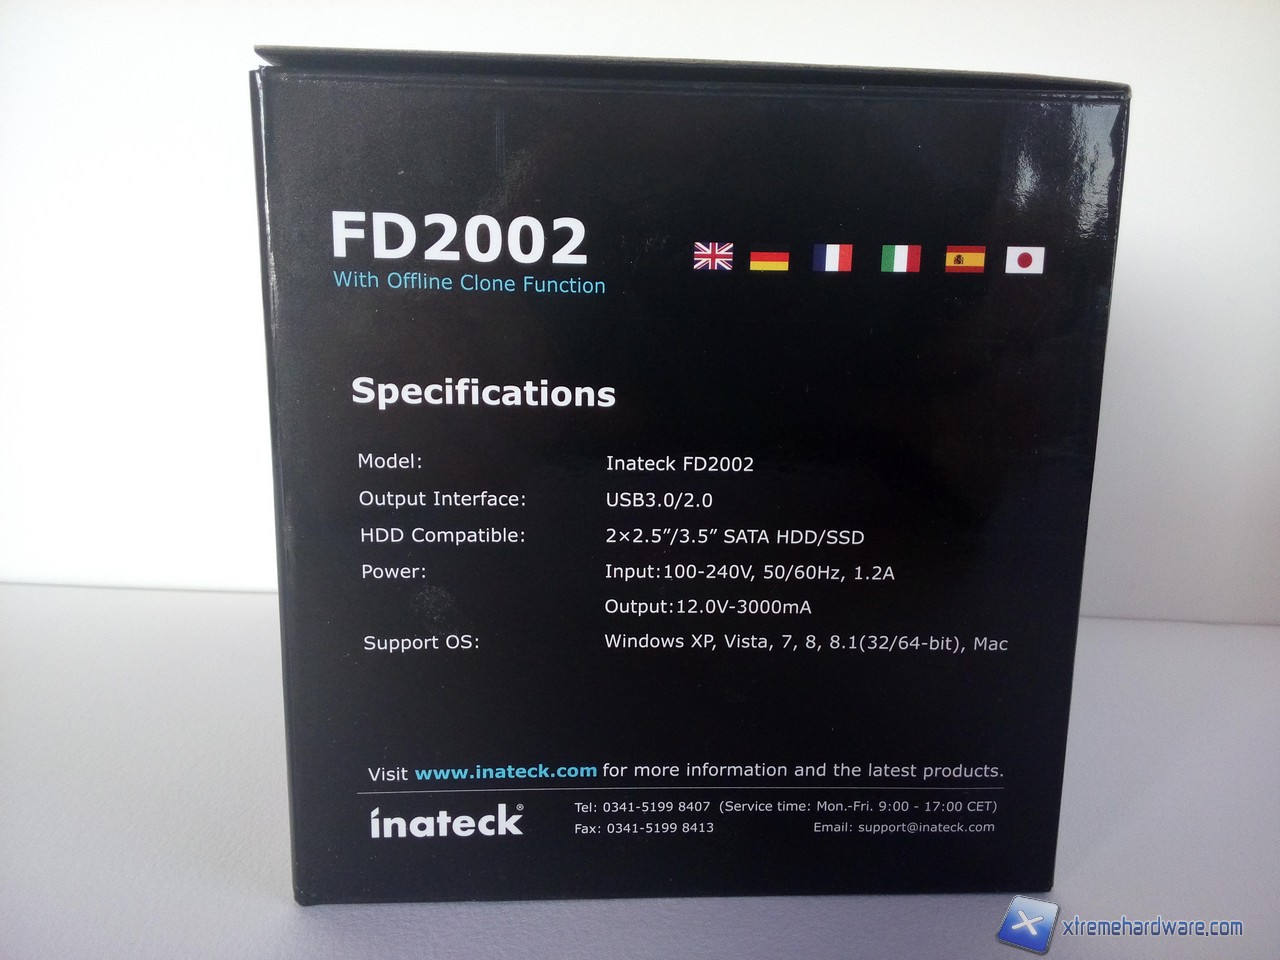 FD2002
With Offline Clone Function
Specifications
Model: Inateck FD2002
Output Interface: USB3.0/2.0
HDD Compatible: 2×2.5”/3.5” SATA HDD/SSD
Power: Input:100-240V, 50/60Hz, 1.2A
Output:12.0V-3000mA
Support OS: Windows XP, Vista, 7, 8, 8.1(32/64-bit), Mac
Visit www.inateck.com for more information and the latest products.
inateck®
Tel: 0341-5199 8407 (Service time: Mon.-Fri. 9:00 - 17:00 CET)
Fax: 0341-5199 8413 Email: support@inateck.com
xtremehardware.com